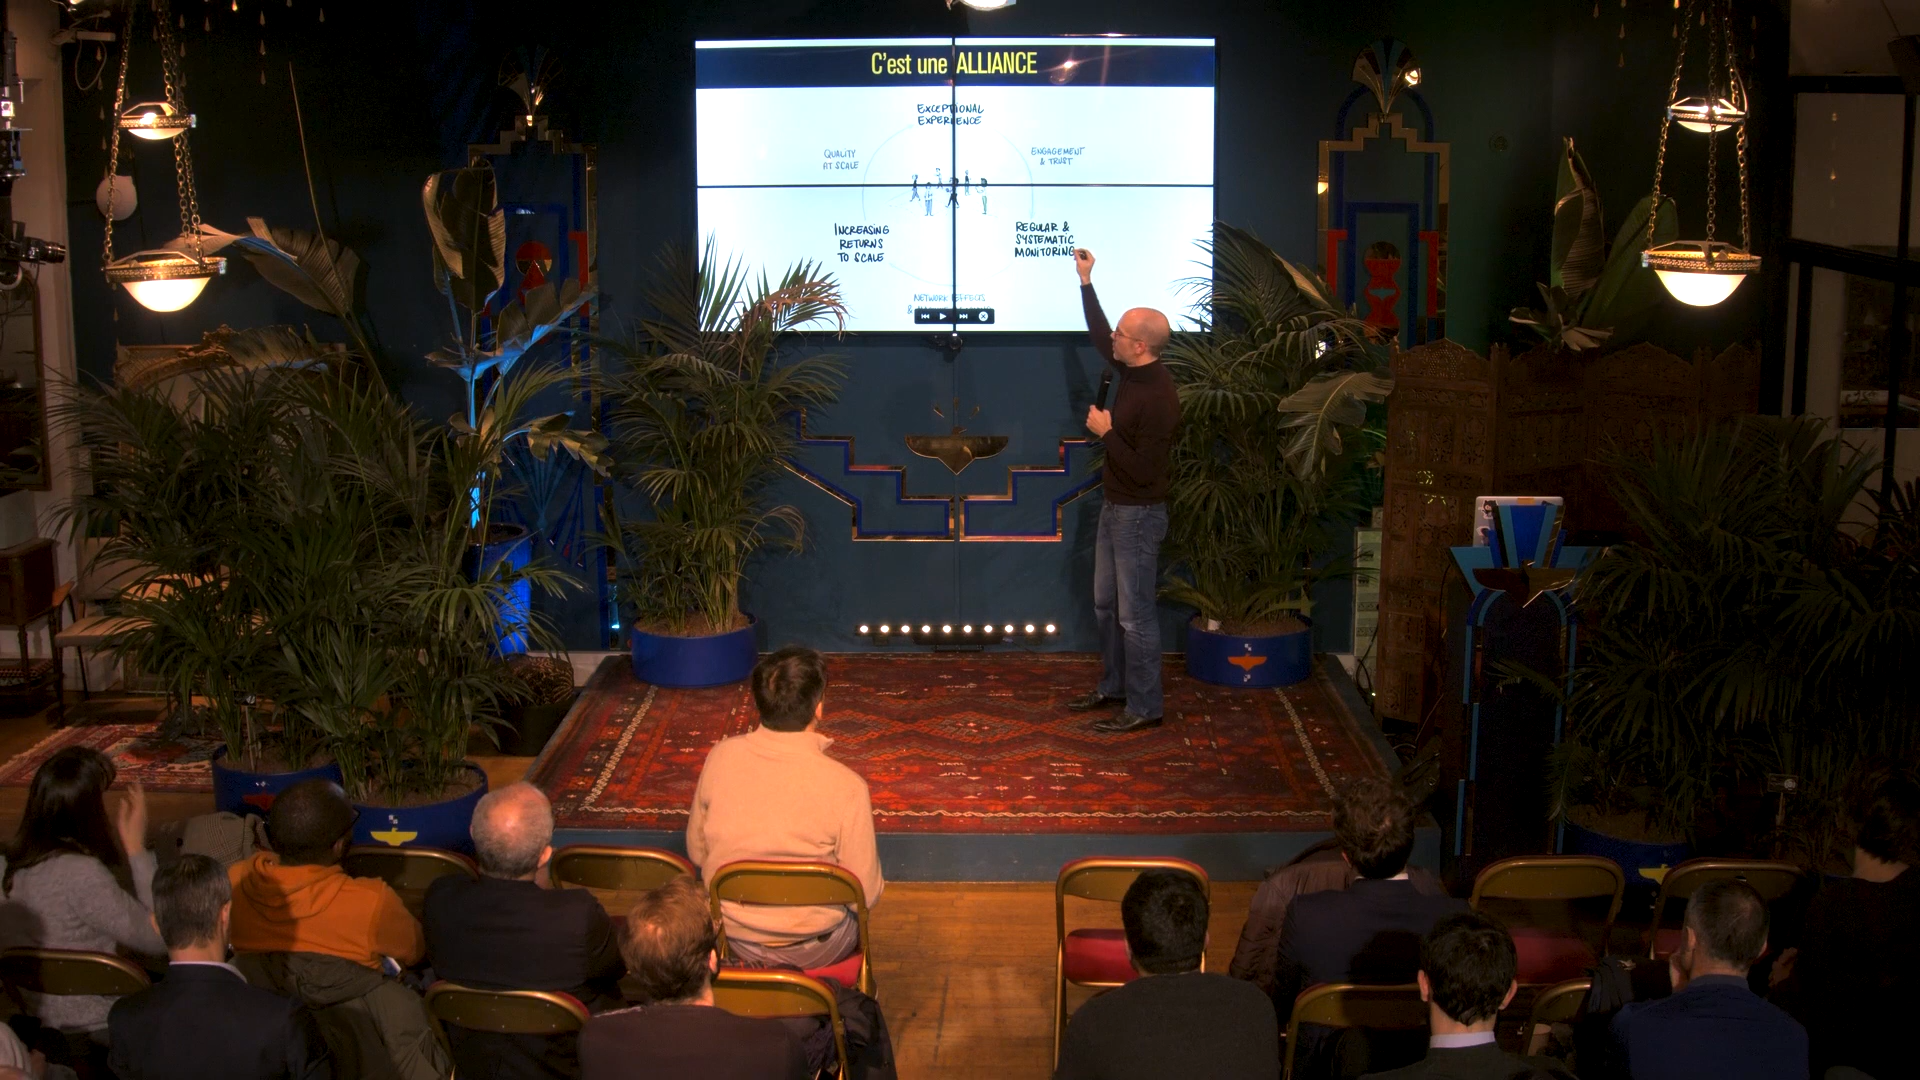 C'est une ALLIANCE
EXCEPTIONAL
EXPERIENCE
QUALITY
AT SCALE
ENGAGEMENT
& TRUST
INCREASING
RETURNS
TO SCALE
REGULAR &
SYSTEMATIC
MONITORING
NETWORK EFFECTS
&